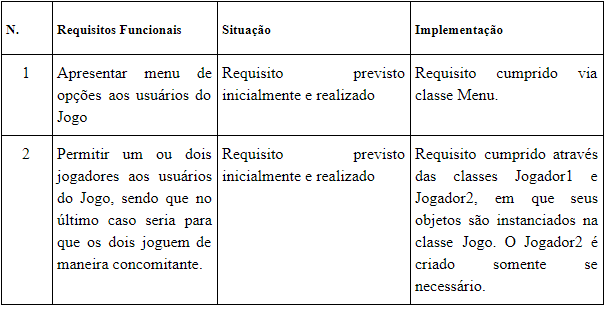 N. Requisitos Funcionais Situação Implementação
1 Apresentar menu de Requisito previsto Requisito cumprido via
opções aos usuários do inicialmente e realizado classe Menu.
Jogo
2 Permitir um ou dois Requisito previsto Requisito cumprido através
jogadores aos usuários inicialmente e realizado das classes Jogador1 e
do Jogo, sendo que no Jogador2, em que seus
último caso seria para objetos são instanciados na
que os dois joguem de classe Jogo. O Jogador2 é
maneira concomitante. criado somente se
necessário.